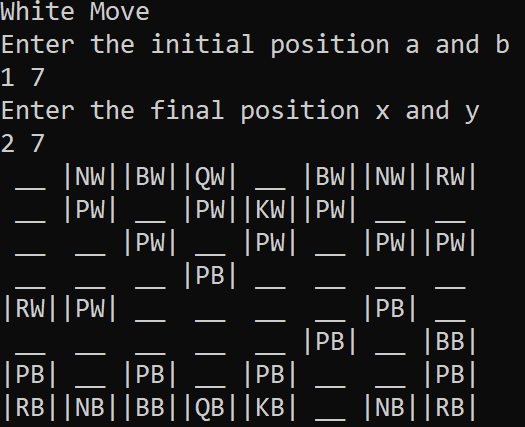 White Move
Enter the initial position a and b
1 7
Enter the final position x and y
2 7
 __ |NW||BW||QW| __ |BW||NW||RW|
 __ |PW| __ |PW||KW||PW| __  __
 __  __ |PW| __ |PW| __ |PW||PW|
 __  __  __ |PB| __  __  __  __
|RW||PW| __  __  __  __ |PB| __
 __  __  __  __  __ |PB| __ |BB|
|PB| __ |PB| __ |PB| __  __ |PB|
|RB||NB||BB||QB||KB| __ |NB||RB|